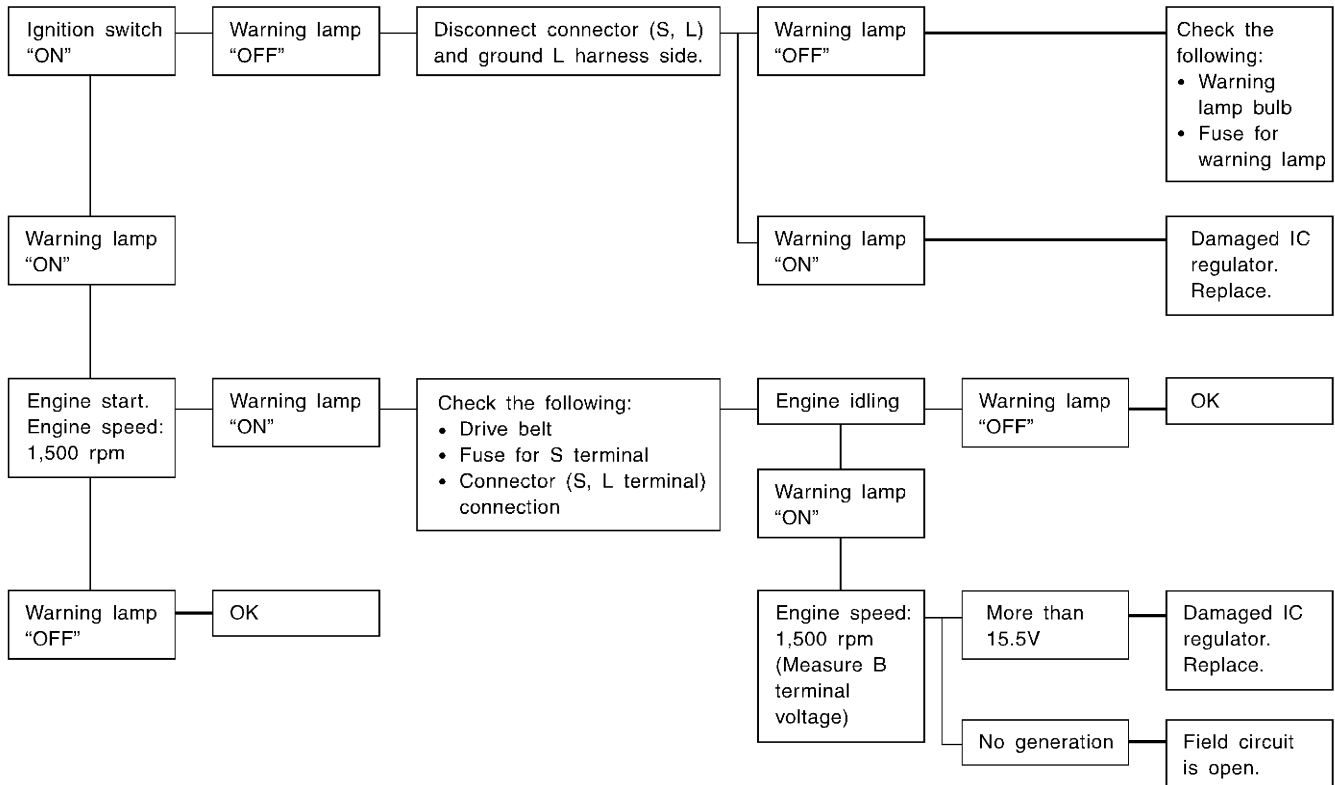 Ignition switch
“ON”
Warning lamp
“OFF”
Disconnect connector (S, L)
and ground L harness side.
Warning lamp
“OFF”
Check the
following:
• Warning
lamp bulb
• Fuse for
warning lamp
Warning lamp
“ON”
Warning lamp
“ON”
Damaged IC
regulator.
Replace.
Engine start.
Engine speed:
1,500 rpm
Warning lamp
“ON”
Check the following:
• Drive belt
• Fuse for S terminal
• Connector (S, L terminal)
connection
Engine idling
Warning lamp
“OFF”
OK
Warning lamp
“ON”
Warning lamp
“OFF”
OK
Engine speed:
1,500 rpm
(Measure B
terminal
voltage)
More than
15.5V
Damaged IC
regulator.
Replace.
No generation
Field circuit
is open.